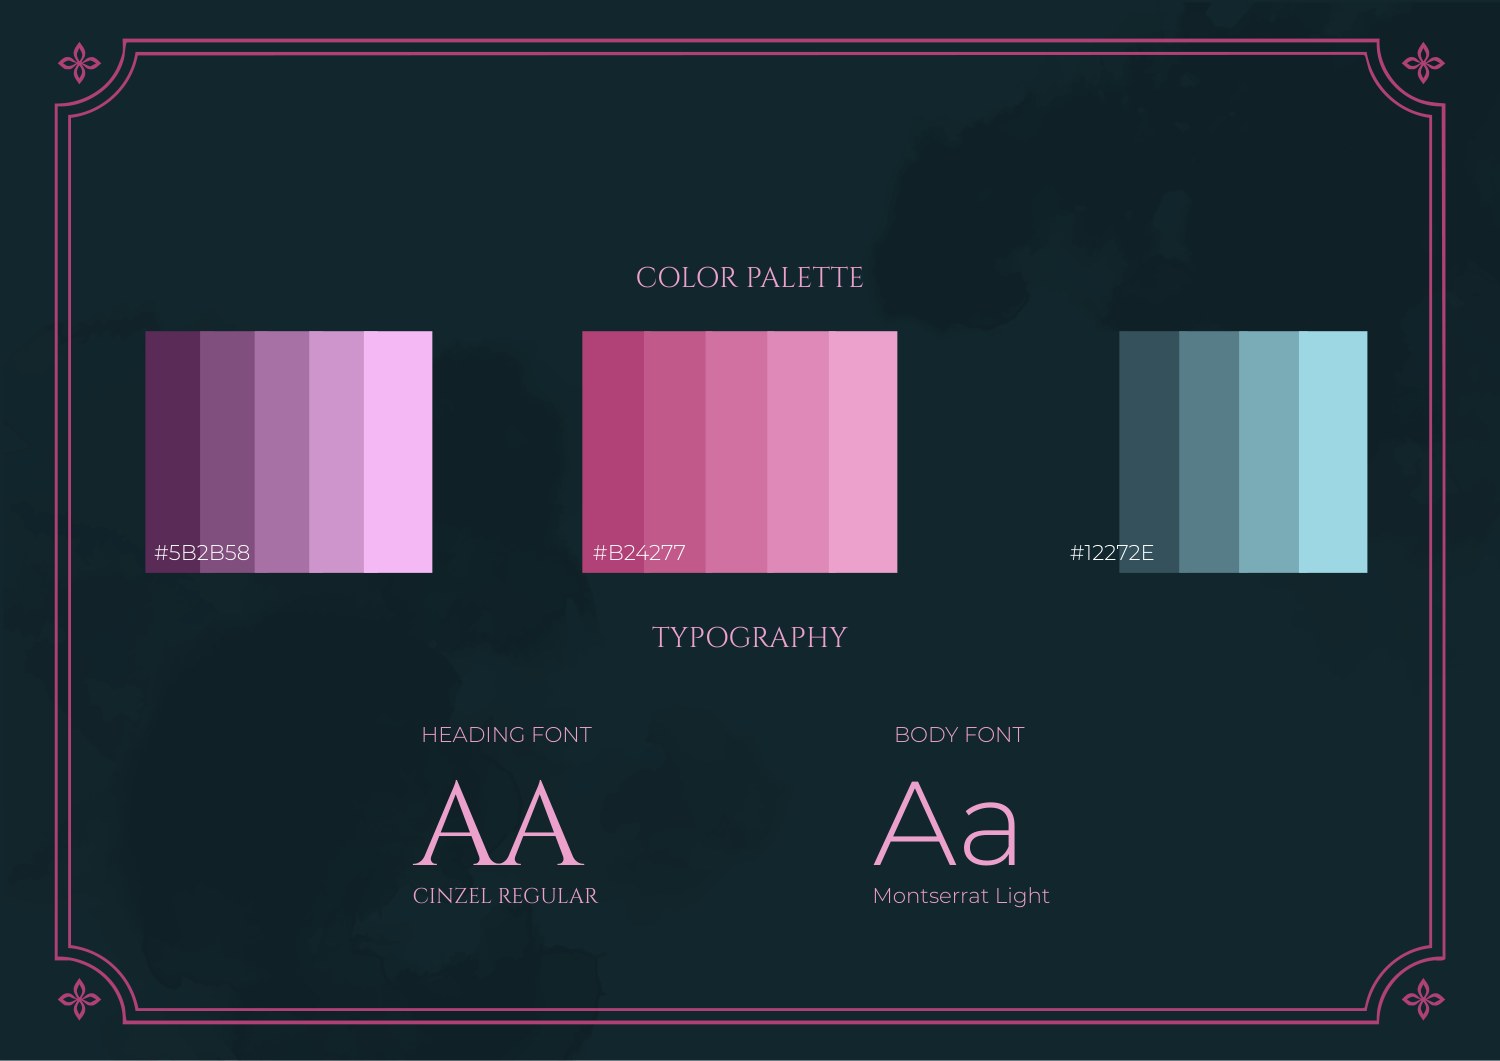 COLOR PALETTE
#5B2B58
#B24277
#12272E
TYPOGRAPHY
HEADING FONT
BODY FONT
AA
Aa
CINZEL REGULAR
Montserrat Light